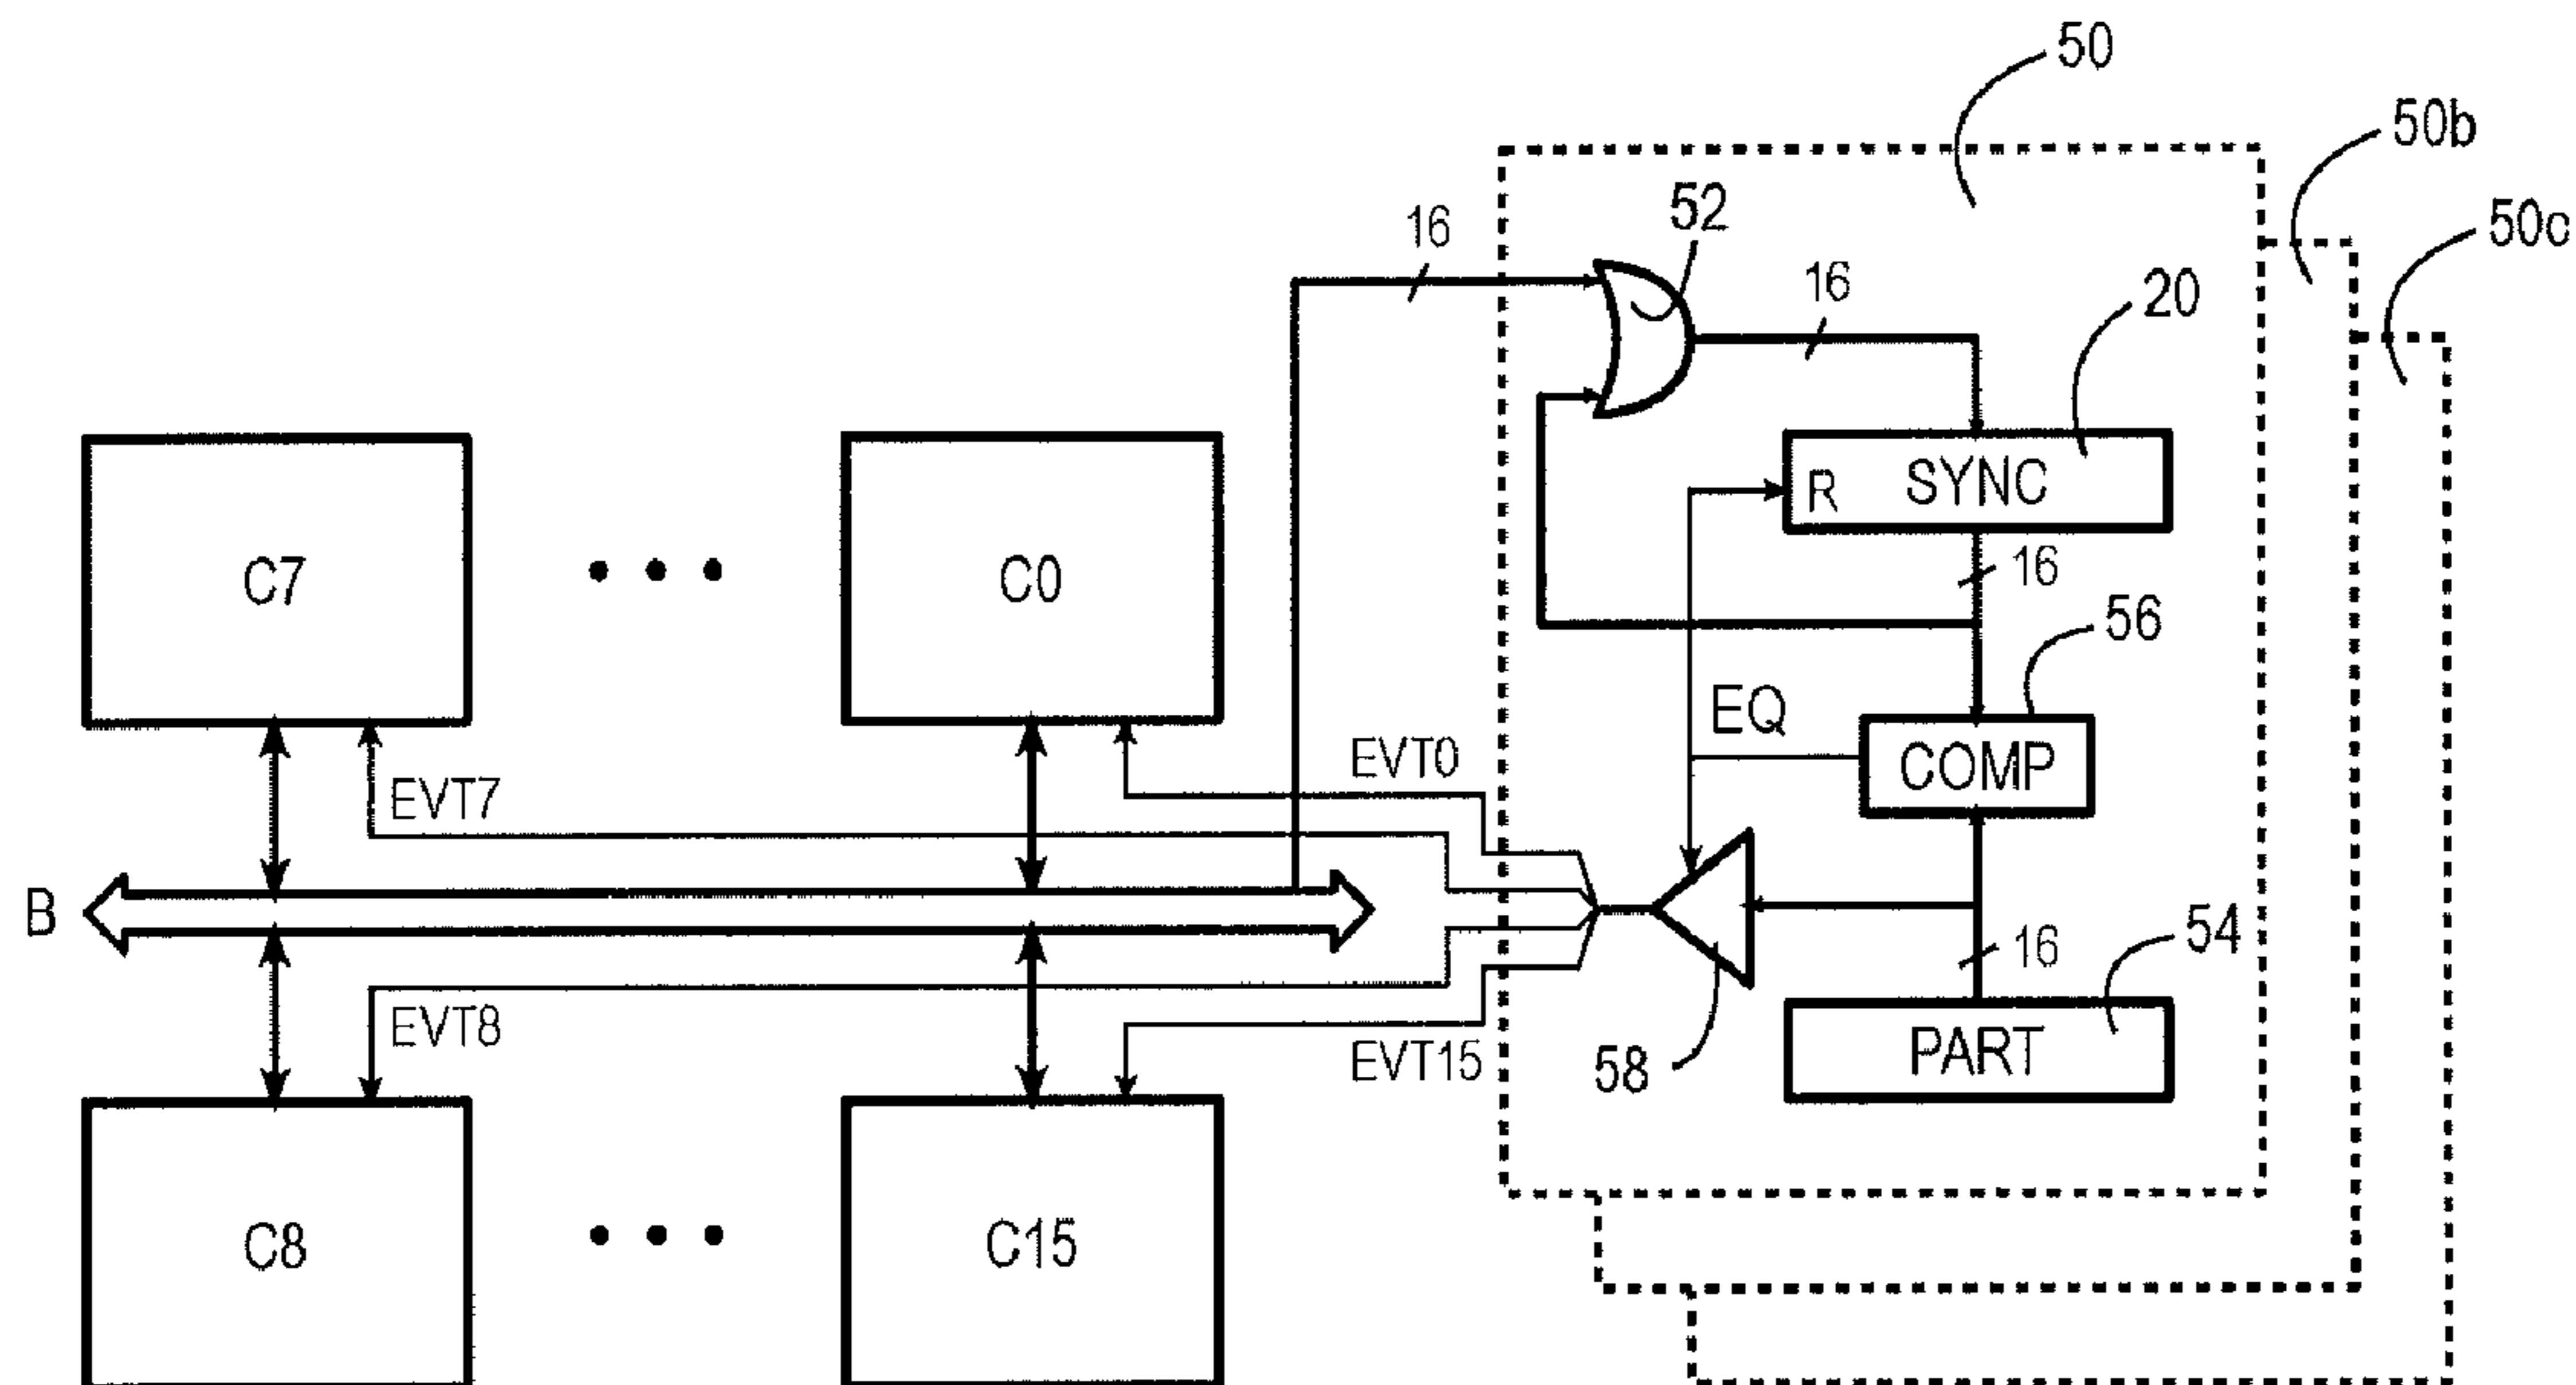 50
50b
50c
52
16
16
20
R SYNC
16
C7
C0
56
EQ
COMP
EVT0
EVT7
B
16
54
EVT8
EVT15
58
PART
C8
C15